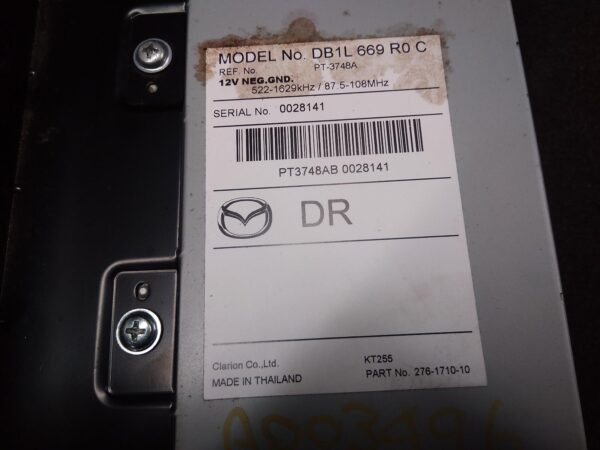 MODEL No. DB1L 669 R0 C
REF. No. PT-3748A
12V NEG.GND.
522-1629kHz / 87.5-108MHz
SERIAL No. 0028141
PT3748AB 0028141
DR
Clarion Co.,Ltd. KT255
MADE IN THAILAND PART No. 276-1710-10